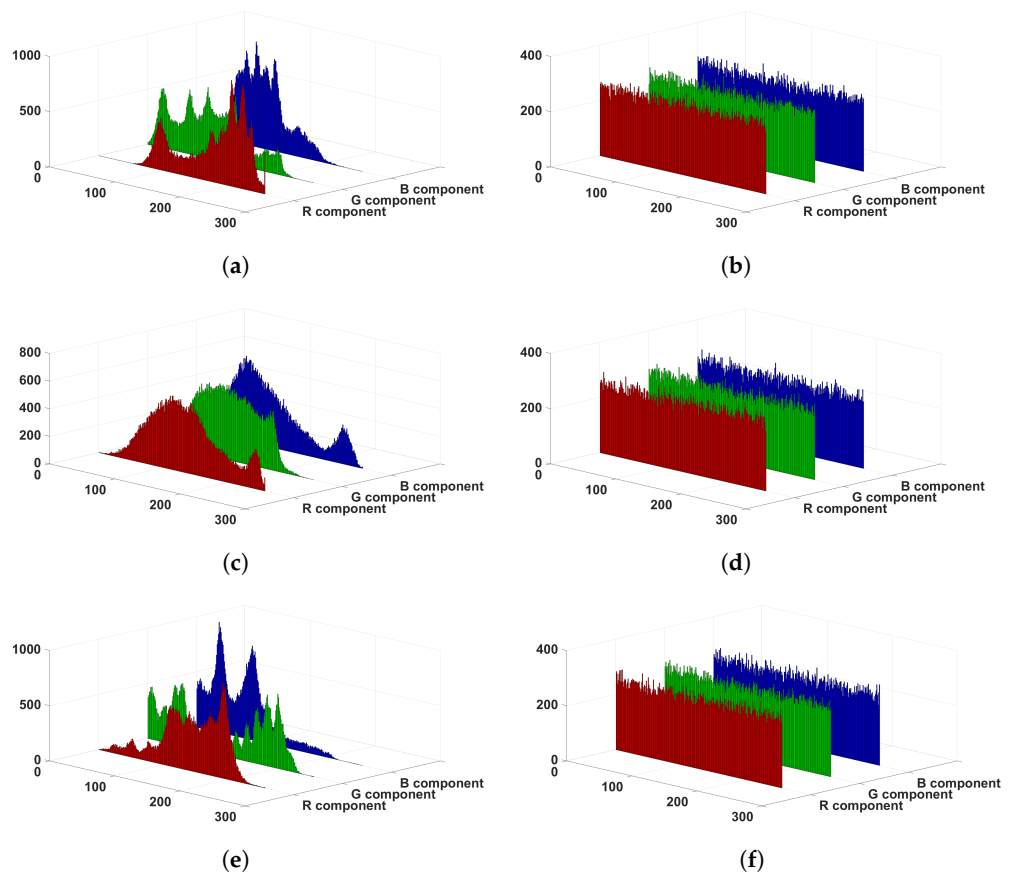 1000
500
0
0
100
200
300
B component
G component
R component
(a)
400
200
0
0
100
200
300
B component
G component
R component
(b)
800
600
400
200
0
0
100
200
300
B component
G component
R component
(c)
400
200
0
0
100
200
300
B component
G component
R component
(d)
1000
500
0
0
100
200
300
B component
G component
R component
(e)
400
200
0
0
100
200
300
B component
G component
R component
(f)